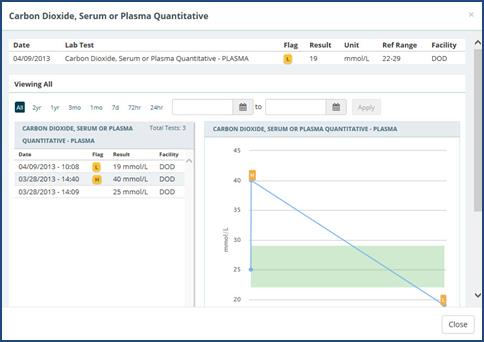 Carbon Dioxide, Serum or Plasma Quantitative ×
Date Lab Test Flag Result Unit Ref Range Facility
04/09/2013 Carbon Dioxide, Serum or Plasma Quantitative - PLASMA L 19 mmol/L 22-29 DOD
Viewing All
All 2yr 1yr 3mo 1mo 7d 72hr 24hr to Apply
CARBON DIOXIDE, SERUM OR PLASMA Total Tests: 3
QUANTITATIVE - PLASMA
Date Flag Result Facility
04/09/2013 - 10:08 L 19 mmol/L DOD
03/28/2013 - 14:40 H 40 mmol/L DOD
03/28/2013 - 14:09 25 mmol/L DOD
CARBON DIOXIDE, SERUM OR PLASMA QUANTITATIVE - PLASMA
45
H
40
35
30
mmol/L
25
20
L
Close